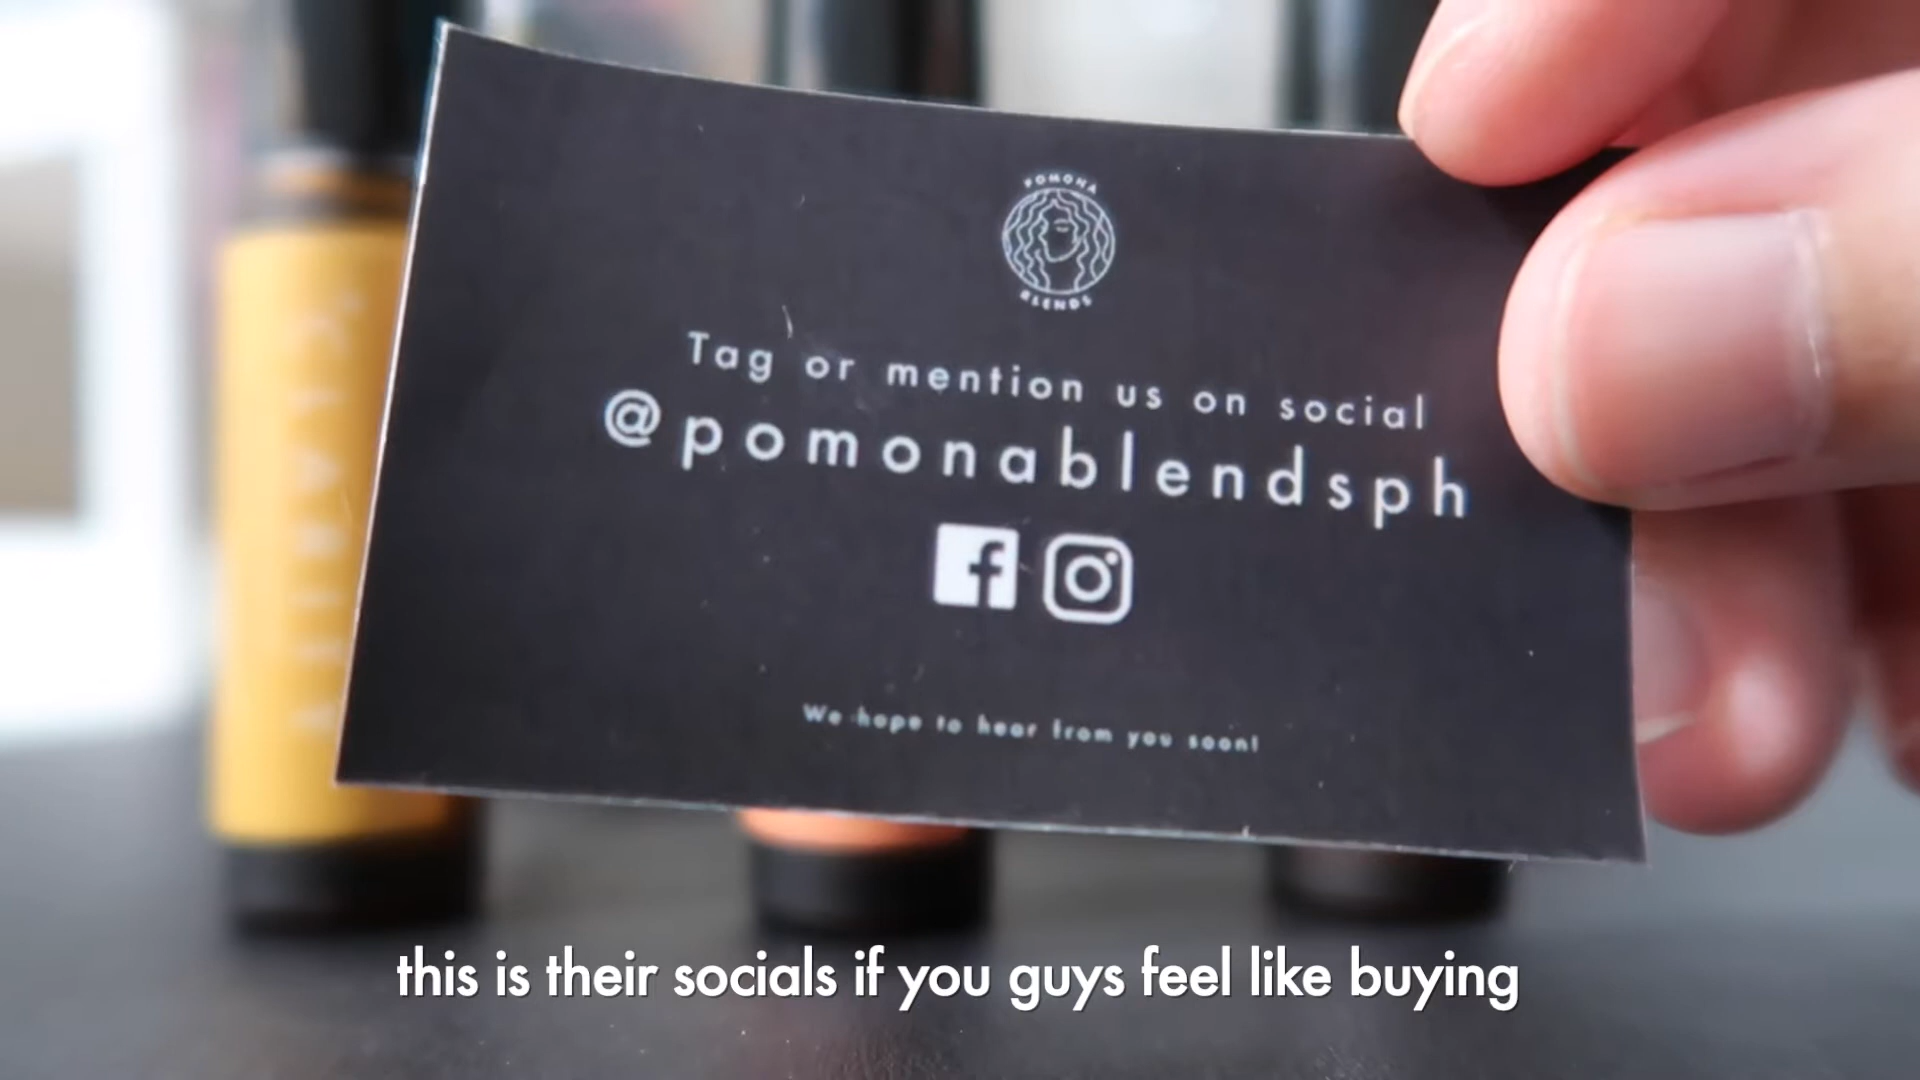 POMONA
BLENDS
Tag or mention us on social
@pomonablendsph
We hope to hear from you soon!
CLARITY
this is their socials if you guys feel like buying